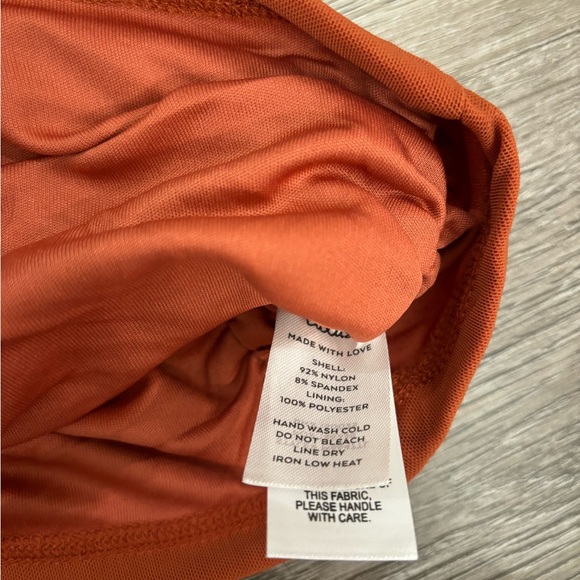 MADE WITH LOVE
SHELL:
92% NYLON
8% SPANDEX
LINING:
100% POLYESTER
HAND WASH COLD
DO NOT BLEACH
LINE DRY
IRON LOW HEAT
OF
THIS FABRIC,
PLEASE HANDLE
WITH CARE.